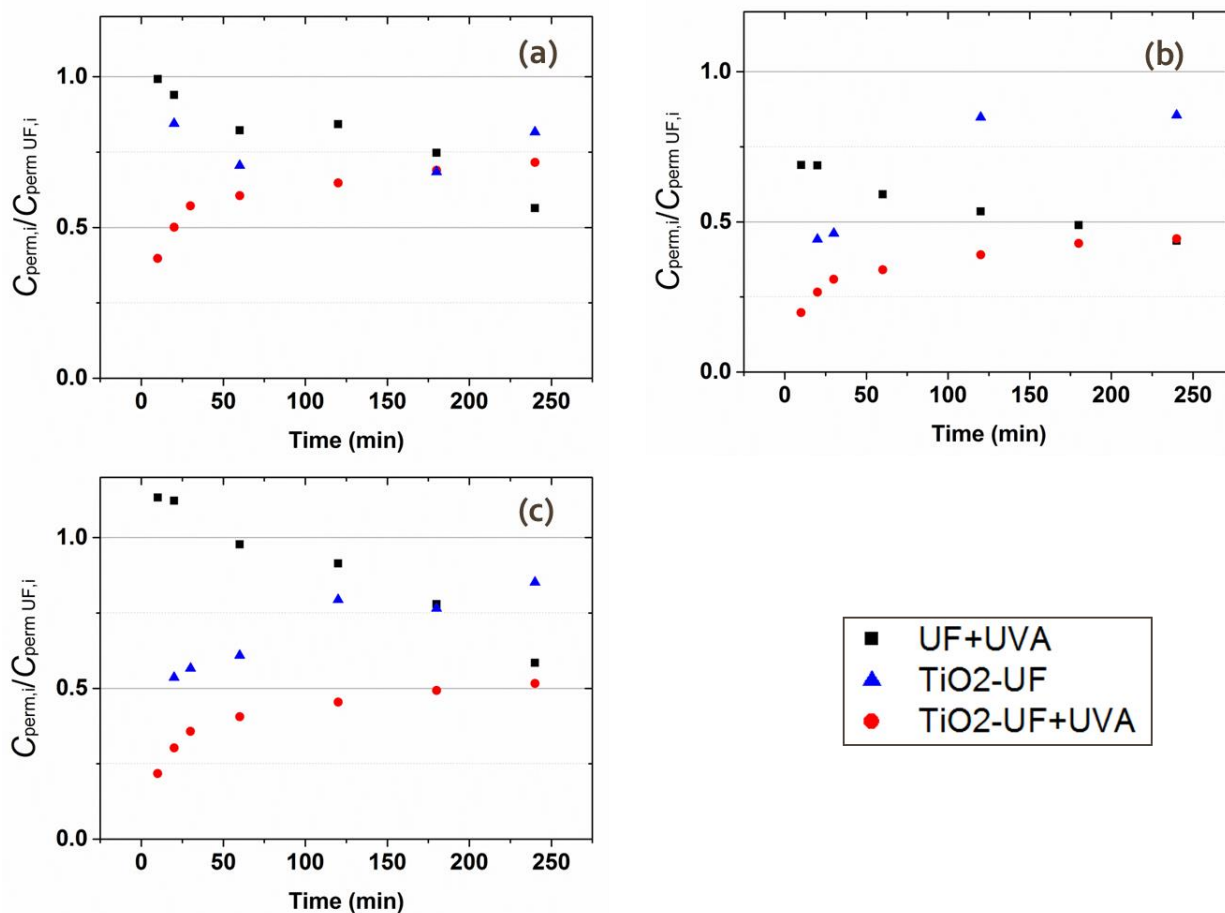 (a)
1.0
0.5
0.0
Cperm,i/Cperm UF,i
0 50 100 150 200 250
Time (min)
(b)
1.0
0.5
0.0
Cperm,i/Cperm UF,i
0 50 100 150 200 250
Time (min)
(c)
1.0
0.5
0.0
Cperm,i/Cperm UF,i
0 50 100 150 200 250
Time (min)
UF+UVA
TiO2-UF
TiO2-UF+UVA